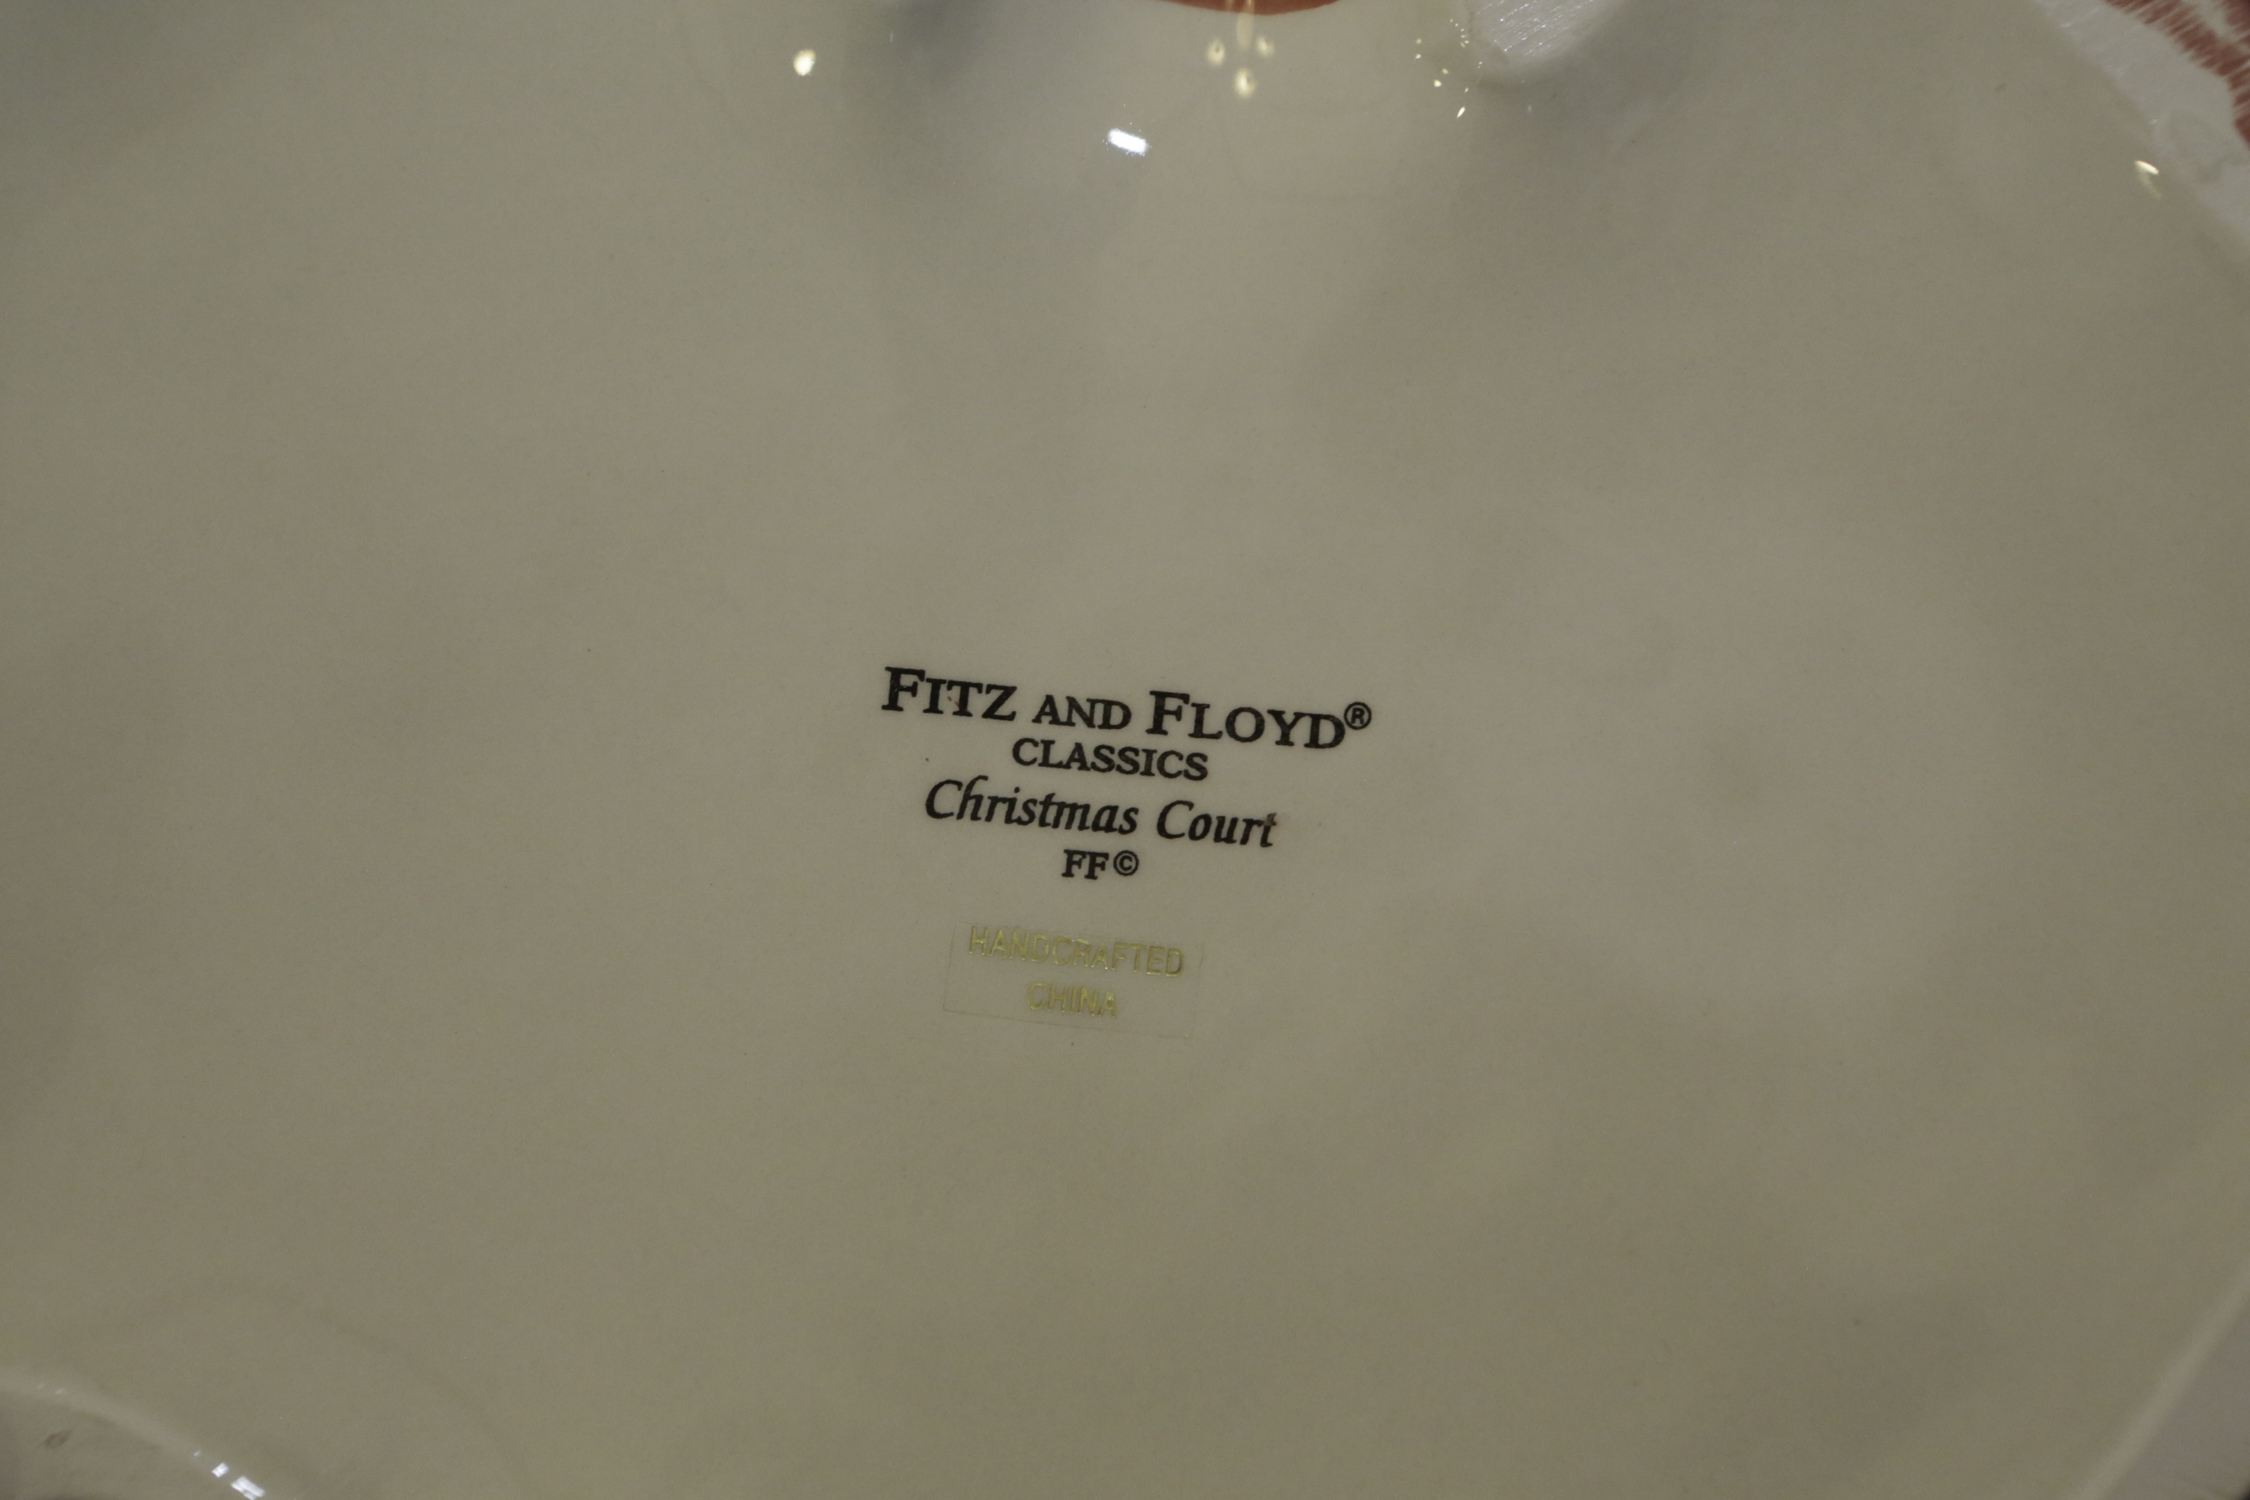 FITZ AND FLOYD®
CLASSICS
Christmas Court
FF©
HANDCRAFTED
CHINA